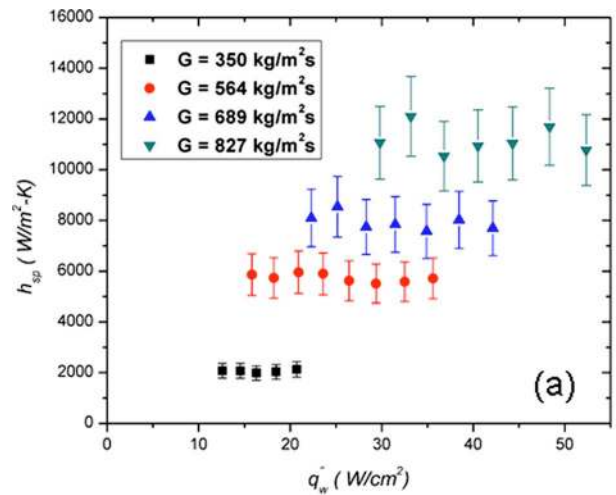 16000
14000
12000
10000
8000
6000
4000
2000
0
h_sp ( W/m²-K)
G = 350 kg/m²s
G = 564 kg/m²s
G = 689 kg/m²s
G = 827 kg/m²s
(a)
0 10 20 30 40 50
q″_w ( W/cm²)